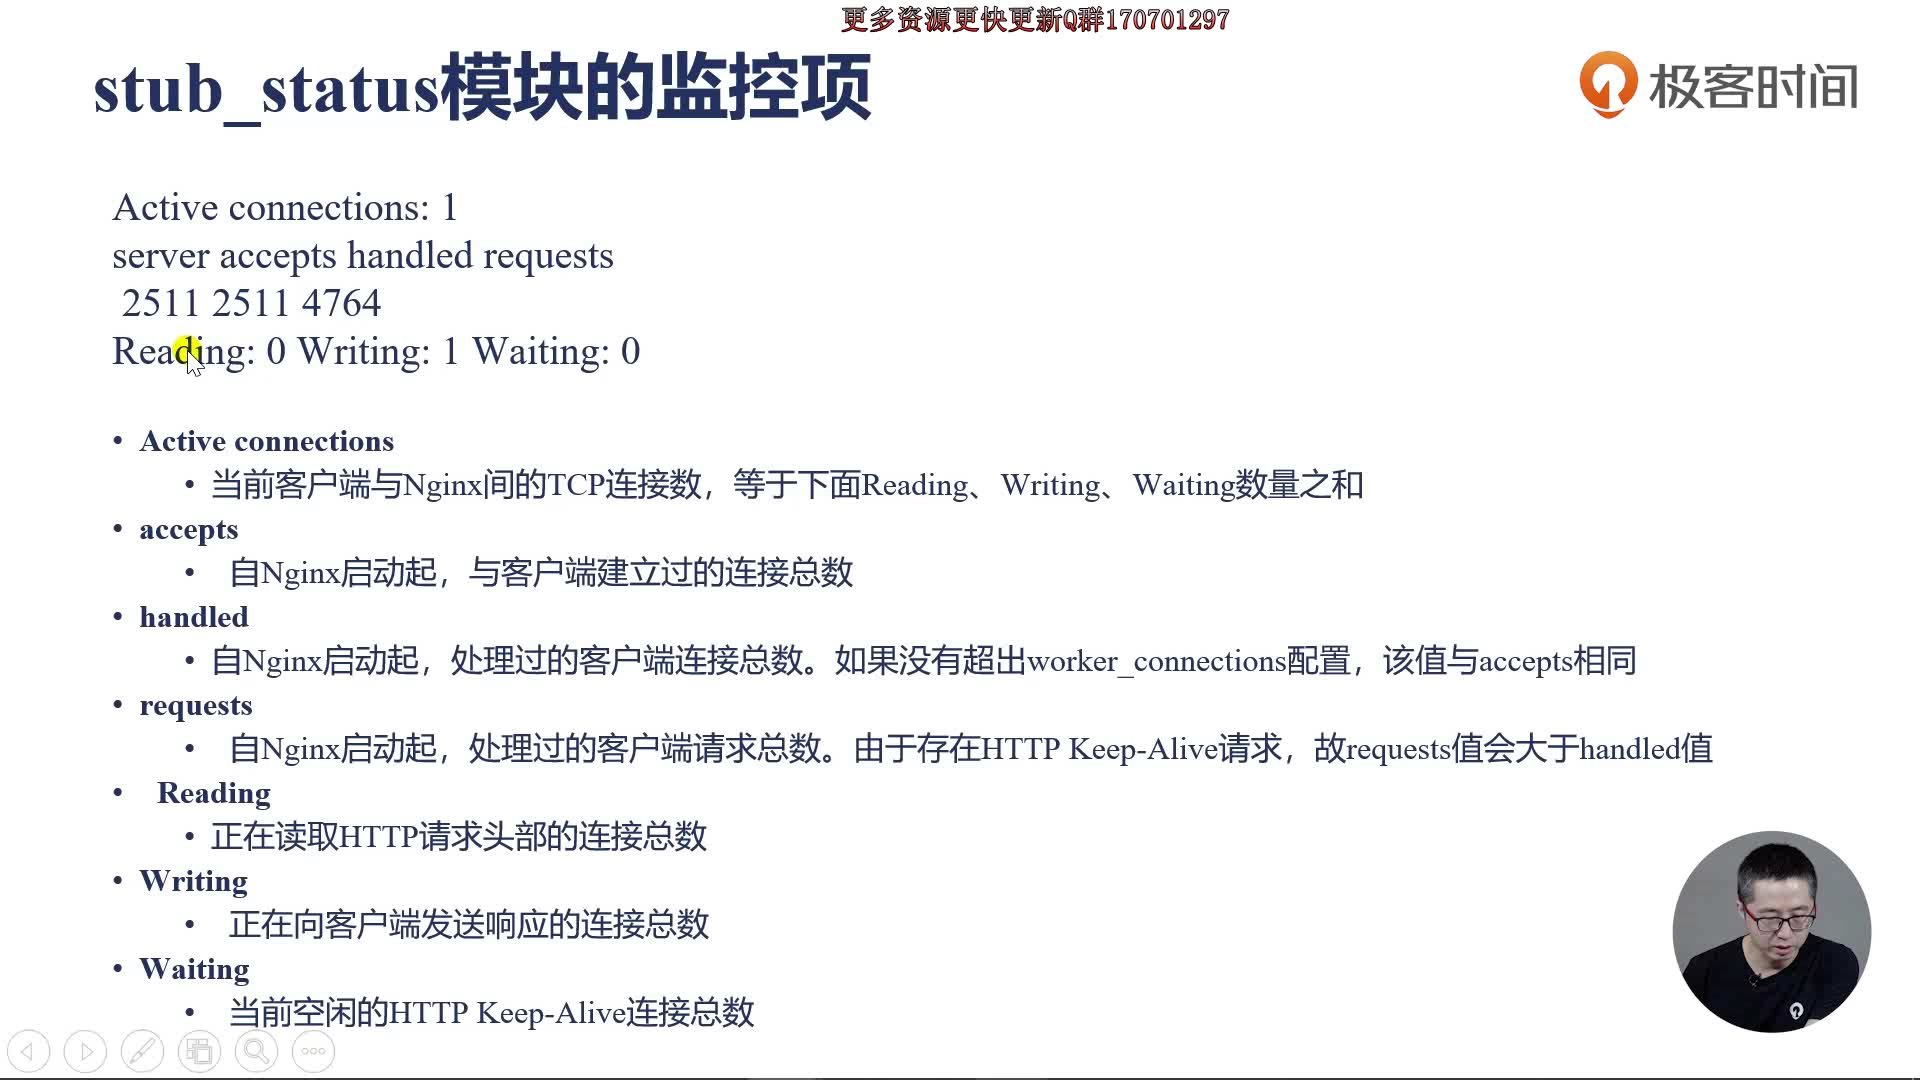 更多资源更快更新Q群170701297
stub_status模块的监控项
极客时间
Active connections: 1
server accepts handled requests
2511 2511 4764
Reading: 0 Writing: 1 Waiting: 0
• Active connections
• 当前客户端与Nginx间的TCP连接数，等于下面Reading、Writing、Waiting数量之和
• accepts
• 自Nginx启动起，与客户端建立过的连接总数
• handled
• 自Nginx启动起，处理过的客户端连接总数。如果没有超出worker_connections配置，该值与accepts相同
• requests
• 自Nginx启动起，处理过的客户端请求总数。由于存在HTTP Keep-Alive请求，故requests值会大于handled值
• Reading
• 正在读取HTTP请求头部的连接总数
• Writing
• 正在向客户端发送响应的连接总数
• Waiting
• 当前空闲的HTTP Keep-Alive连接总数